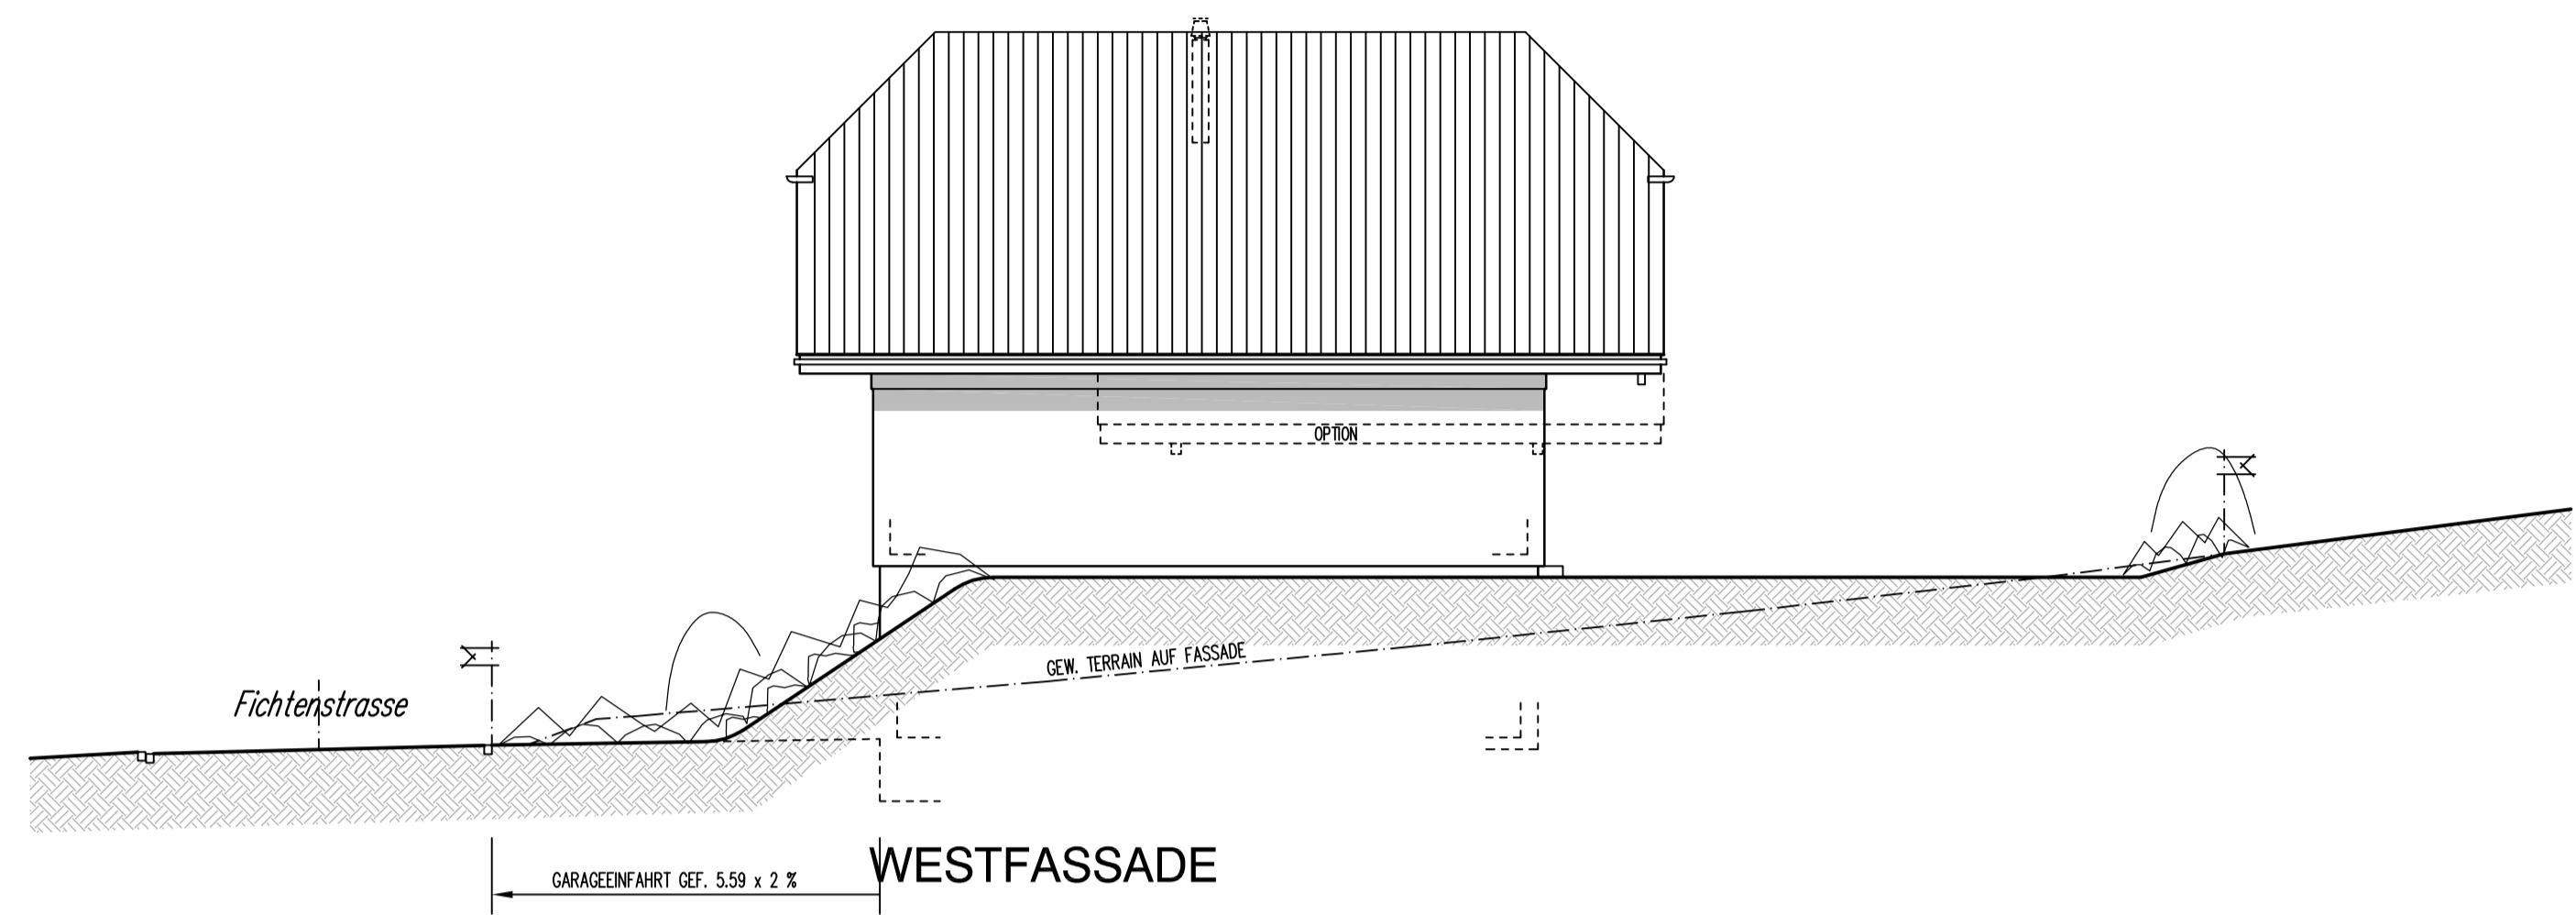 OPTION
GEW. TERRAIN AUF FASSADE
Fichtenstrasse
WESTFASSADE
GARAGEEINFAHRT GEF. 5.59 x 2 %